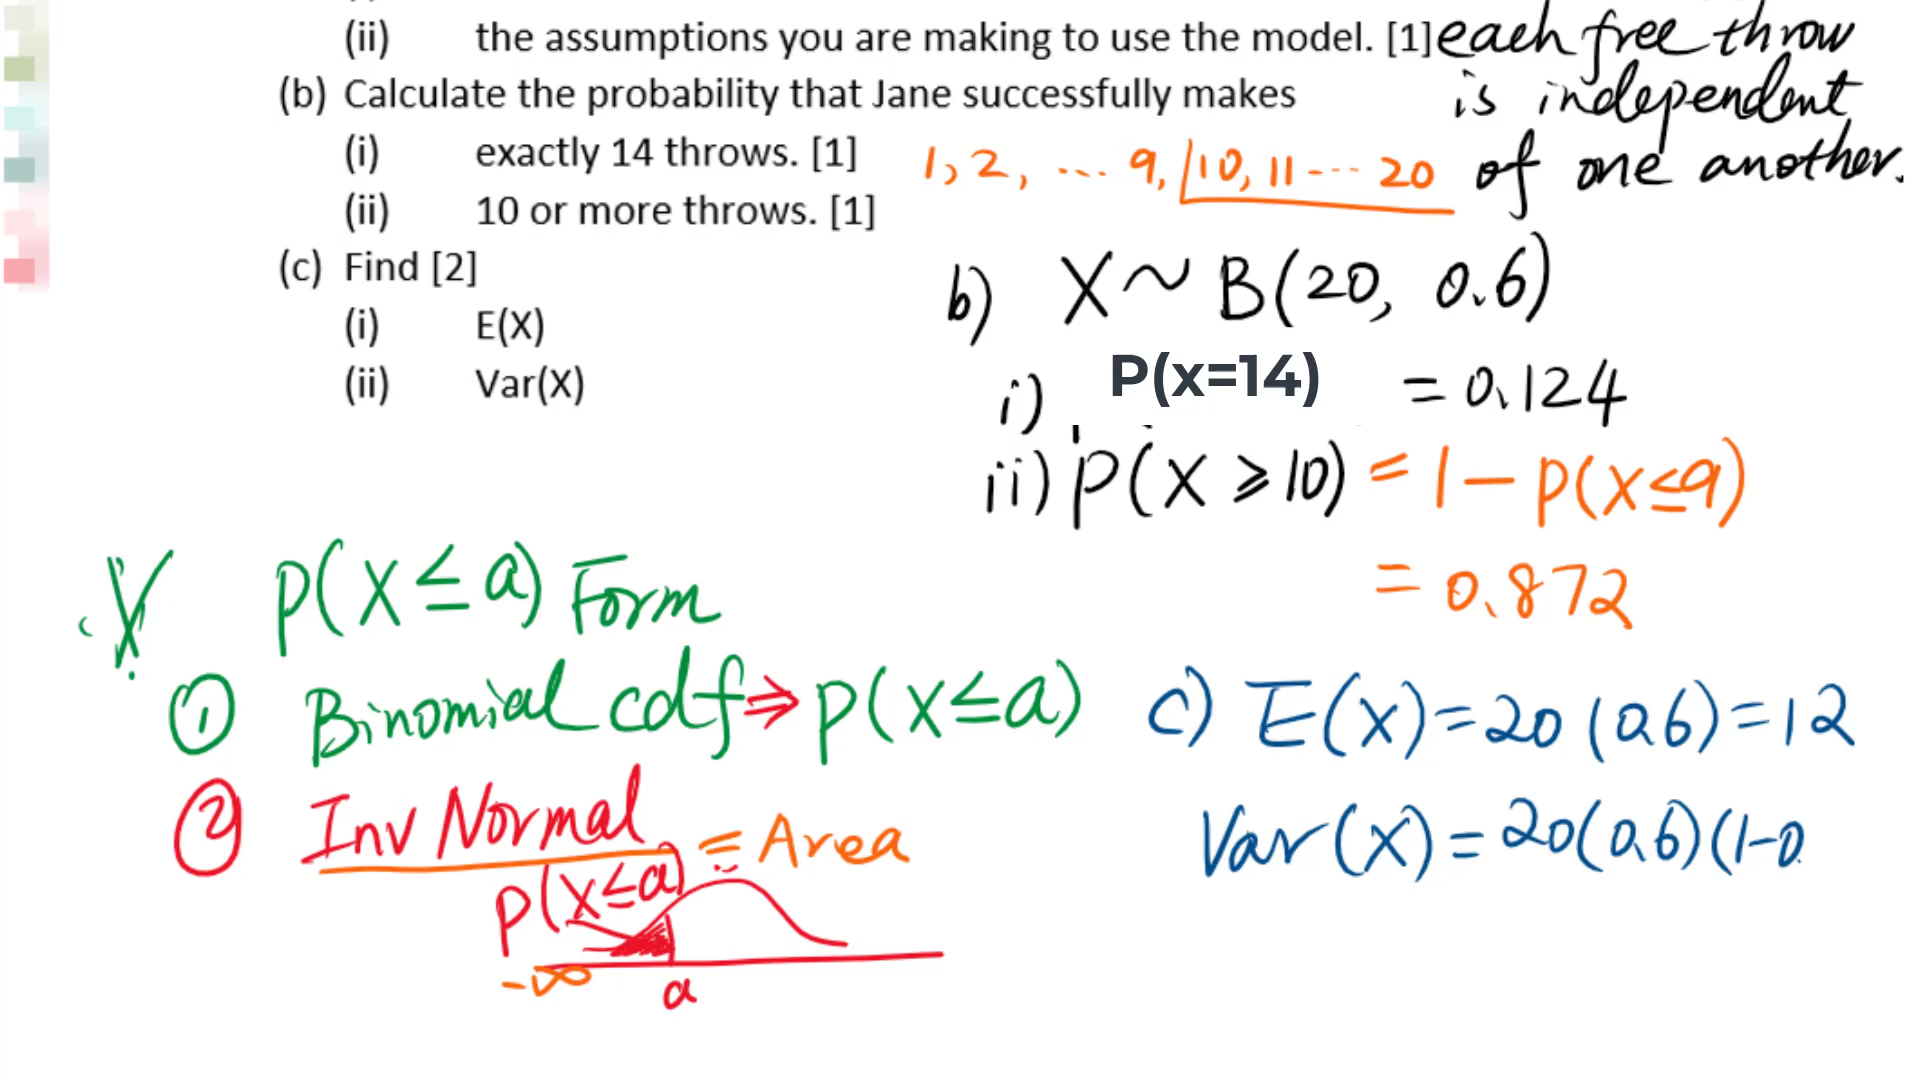 (ii) the assumptions you are making to use the model. [1] each free throw
is independent
of one another.
(b) Calculate the probability that Jane successfully makes
(i) exactly 14 throws. [1]
1, 2, ... 9, 10, 11 ... 20
(ii) 10 or more throws. [1]
(c) Find [2]
(i) E(X)
(ii) Var(X)
b) X ~ B(20, 0.6)
i) P(x=14) = 0.124
ii) P(X ⩾ 10) = 1 - P(X≤9)
= 0.872
P(X ≤ a) Form
① Binomial cdf ⇒ P(X≤a)
② Inv Normal = Area
P(X≤a)
-∞ a
c) E(X) = 20 (0.6) = 12
Var(X) = 20(0.6)(1-0.